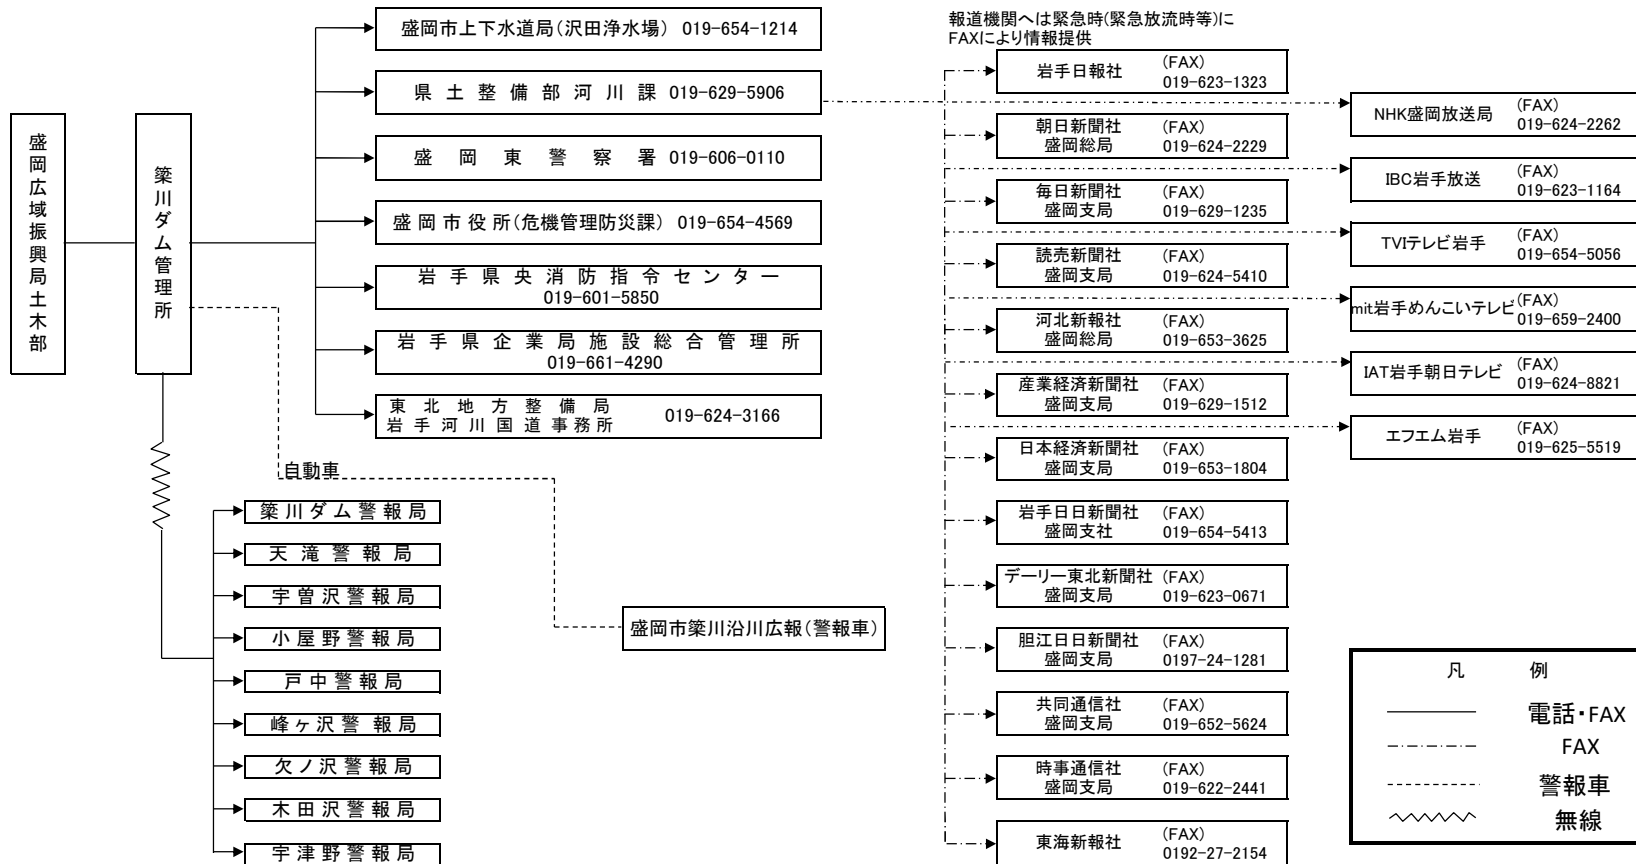 盛岡広域振興局土木部
簗川ダム管理所
盛岡市上下水道局(沢田浄水場) 019-654-1214
県土整備部河川課 019-629-5906
盛岡東警察署 019-606-0110
盛岡市役所(危機管理防災課) 019-654-4569
岩手県央消防指令センター
019-601-5850
岩手県企業局施設総合管理所
019-661-4290
東北地方整備局
岩手河川国道事務所 019-624-3166
自動車
簗川ダム警報局
天滝警報局
宇曽沢警報局
小屋野警報局
戸中警報局
峰ヶ沢警報局
欠ノ沢警報局
木田沢警報局
宇津野警報局
盛岡市簗川沿川広報(警報車)
報道機関へは緊急時(緊急放流時等)に
FAXにより情報提供
岩手日報社 (FAX)
019-623-1323
朝日新聞社 (FAX)
盛岡総局 019-624-2229
毎日新聞社 (FAX)
盛岡支局 019-629-1235
読売新聞社 (FAX)
盛岡支局 019-624-5410
河北新報社 (FAX)
盛岡総局 019-653-3625
産業経済新聞社 (FAX)
盛岡支局 019-629-1512
日本経済新聞社 (FAX)
盛岡支局 019-653-1804
岩手日日新聞社 (FAX)
盛岡支社 019-654-5413
デーリー東北新聞社 (FAX)
盛岡支局 019-623-0671
胆江日日新聞社 (FAX)
盛岡支局 0197-24-1281
共同通信社 (FAX)
盛岡支局 019-652-5624
時事通信社 (FAX)
盛岡支局 019-622-2441
東海新報社 (FAX)
0192-27-2154
NHK盛岡放送局 (FAX)
019-624-2262
IBC岩手放送 (FAX)
019-623-1164
TVIテレビ岩手 (FAX)
019-654-5056
mit岩手めんこいテレビ (FAX)
019-659-2400
IAT岩手朝日テレビ (FAX)
019-624-8821
エフエム岩手 (FAX)
019-625-5519
凡 例
電話・FAX
FAX
警報車
無線